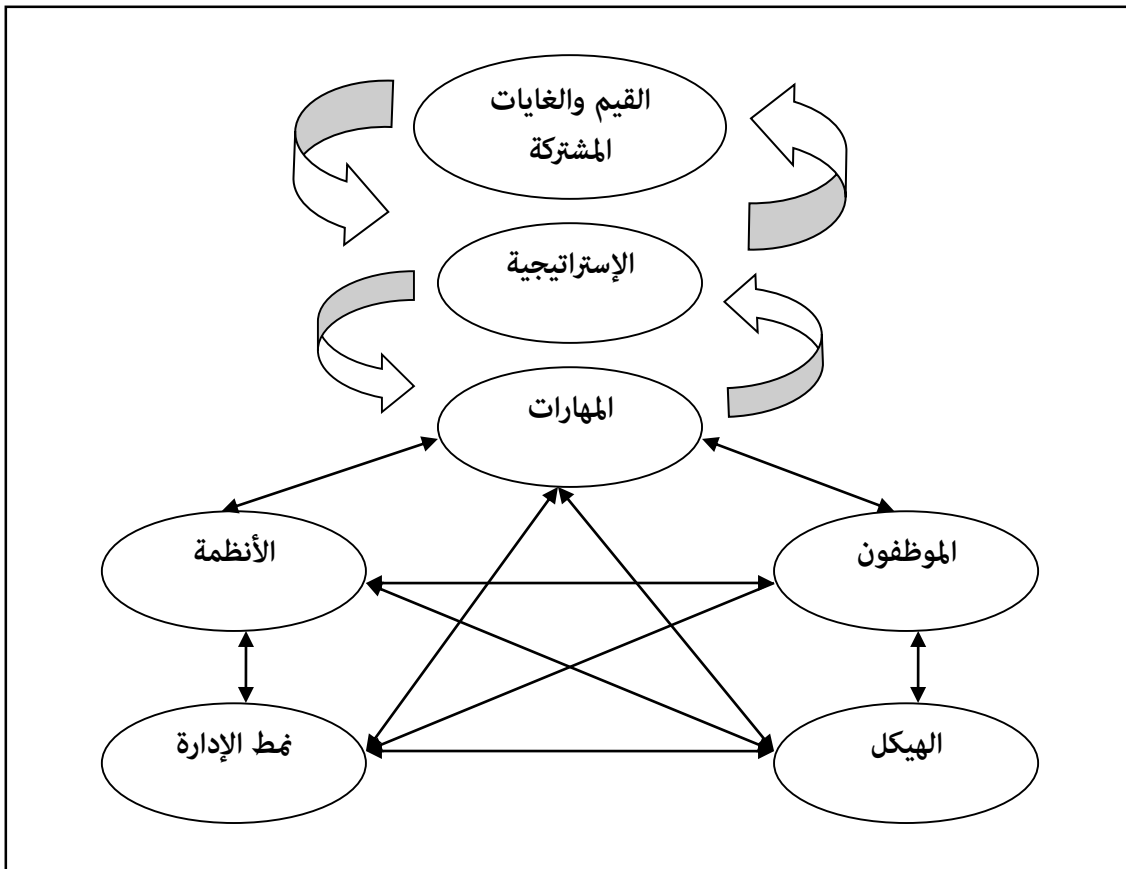 القيم والغايات
المشتركة
الإستراتيجية
المهارات
الموظفون
الأنظمة
الهيكل
نمط الإدارة